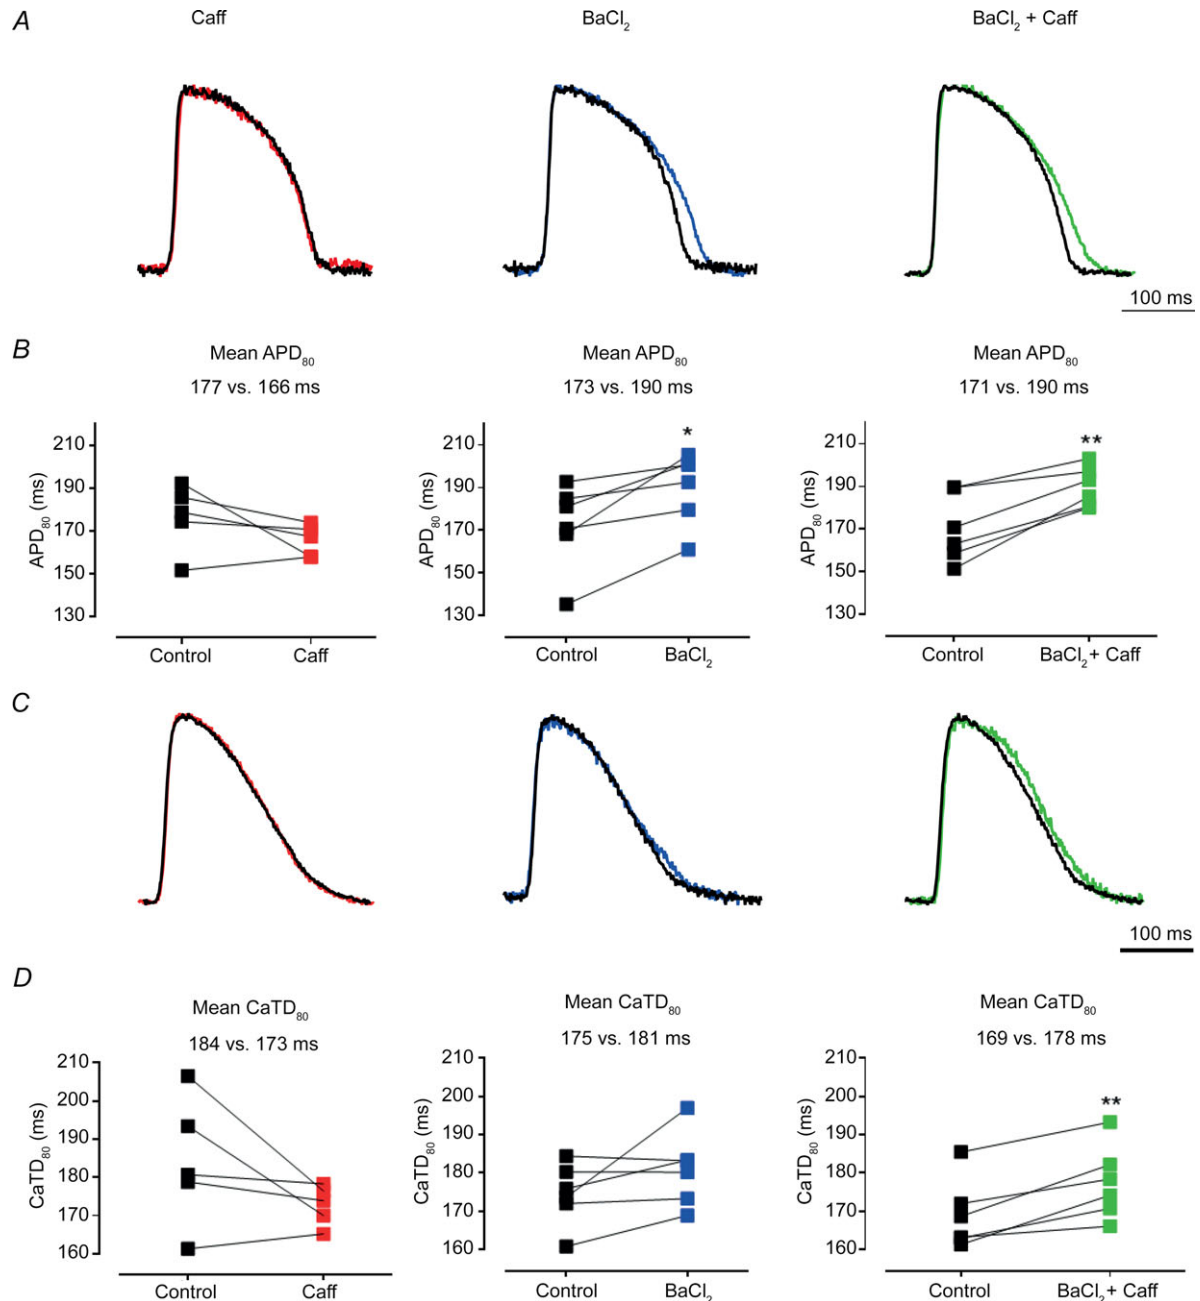 A
Caff
BaCl₂
BaCl₂ + Caff
100 ms
B
Mean APD₈₀
177 vs. 166 ms
Mean APD₈₀
173 vs. 190 ms
Mean APD₈₀
171 vs. 190 ms
APD₈₀ (ms)
210
190
170
150
130
Control
Caff
APD₈₀ (ms)
210
190
170
150
130
*
Control
BaCl₂
APD₈₀ (ms)
210
190
170
150
130
**
Control
BaCl₂+ Caff
C
100 ms
D
Mean CaTD₈₀
184 vs. 173 ms
Mean CaTD₈₀
175 vs. 181 ms
Mean CaTD₈₀
169 vs. 178 ms
CaTD₈₀ (ms)
210
200
190
180
170
160
Control
Caff
CaTD₈₀ (ms)
210
200
190
180
170
160
Control
BaCl₂
CaTD₈₀ (ms)
210
200
190
180
170
160
**
Control
BaCl₂+ Caff